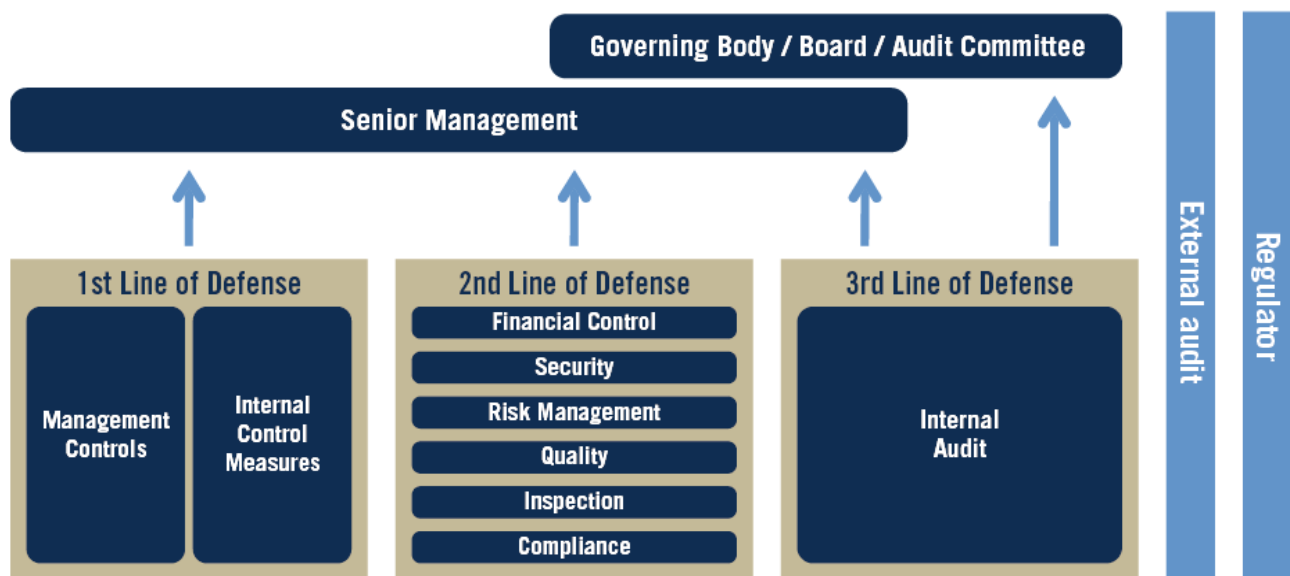 Governing Body / Board / Audit Committee
Senior Management
1st Line of Defense
Management
Controls
Internal
Control
Measures
2nd Line of Defense
Financial Control
Security
Risk Management
Quality
Inspection
Compliance
3rd Line of Defense
Internal
Audit
External audit
Regulator